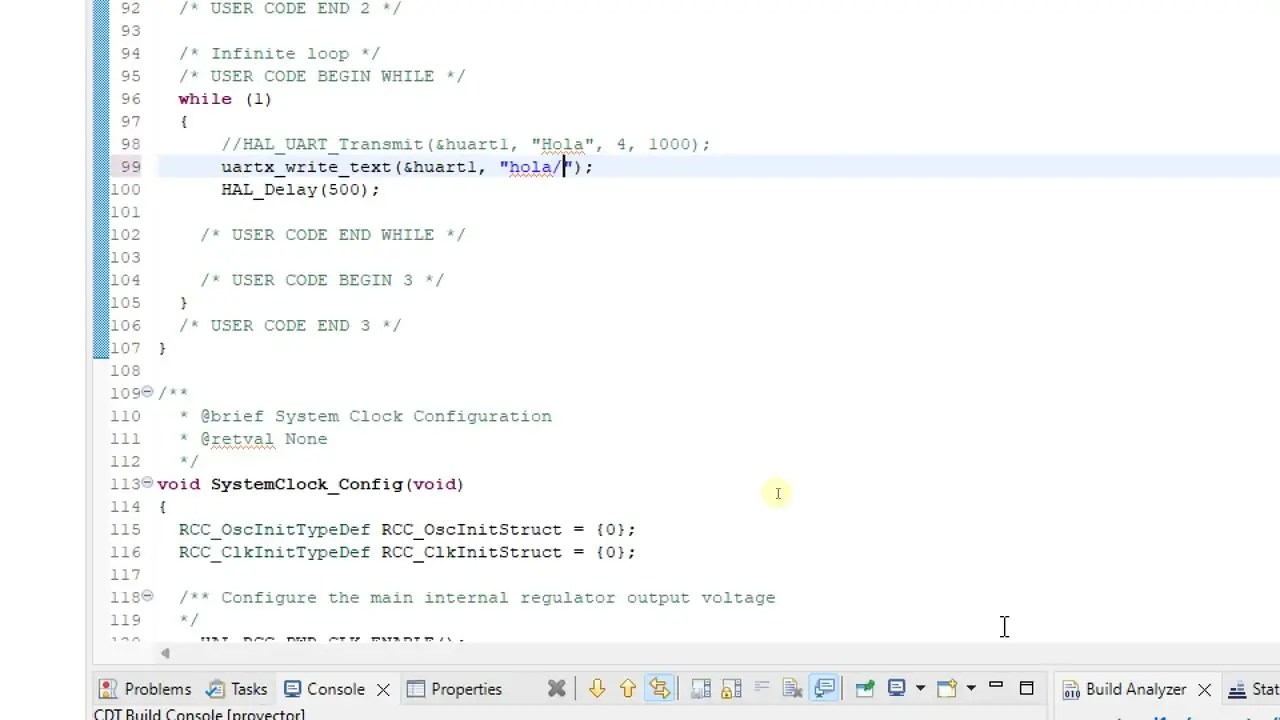 92 /* USER CODE END 2 */
93
94 /* Infinite loop */
95 /* USER CODE BEGIN WHILE */
96 while (1)
97 {
98 //HAL_UART_Transmit(&huart1, "Hola", 4, 1000);
99 uartx_write_text(&huart1, "hola/");
100 HAL_Delay(500);
101
102 /* USER CODE END WHILE */
103
104 /* USER CODE BEGIN 3 */
105 }
106 /* USER CODE END 3 */
107 }
108
109 /**
110 * @brief System Clock Configuration
111 * @retval None
112 */
113 void SystemClock_Config(void)
114 {
115 RCC_OscInitTypeDef RCC_OscInitStruct = {0};
116 RCC_ClkInitTypeDef RCC_ClkInitStruct = {0};
117
118 /** Configure the main internal regulator output voltage
119 */
Problems Tasks Console Properties Build Analyzer
CDT Build Console [proyector]